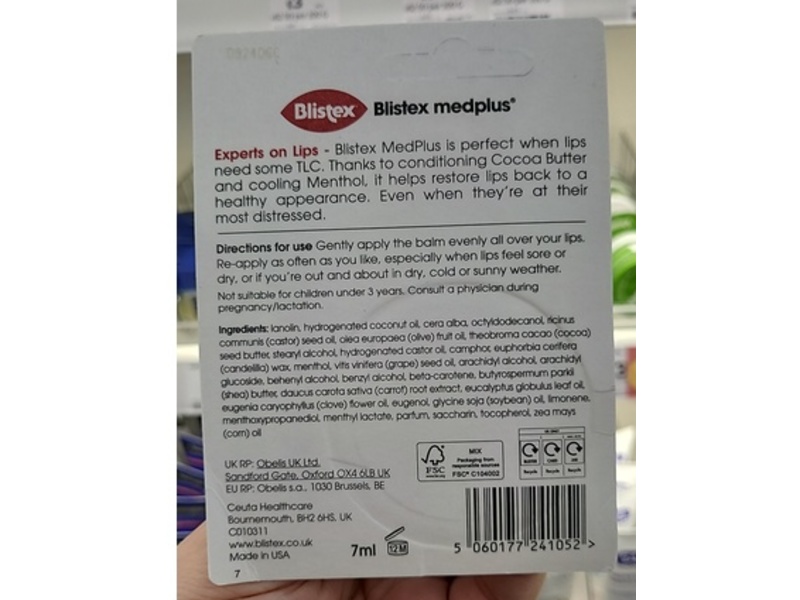 Blistex Blistex medplus®
Experts on Lips - Blistex MedPlus is perfect when lips
need some TLC. Thanks to conditioning Cocoa Butter
and cooling Menthol, it helps restore lips back to a
healthy appearance. Even when they're at their
most distressed.
Directions for use Gently apply the balm evenly all over your lips.
Re-apply as often as you like, especially when lips feel sore or
dry, or if you're out and about in dry, cold or sunny weather.
Not suitable for children under 3 years. Consult a physician during
pregnancy/lactation.
Ingredients: lanolin, hydrogenated coconut oil, cera alba, octyldodecanol, ricinus
communis (castor) seed oil, olea europaea (olive) fruit oil, theobroma cacao (cocoa)
seed butter, stearyl alcohol, hydrogenated castor oil, camphor, euphorbia cerifera
(candelilla) wax, menthol, vitis vinifera (grape) seed oil, arachidyl alcohol, arachidyl
glucoside, behenyl alcohol, benzyl alcohol, beta-carotene, butyrospermum parkii
(shea) butter, daucus carota sativa (carrot) root extract, eucalyptus globulus leaf oil,
eugenia caryophyllus (clove) flower oil, eugenol, glycine soja (soybean) oil, limonene,
menthoxypropanediol, menthyl lactate, parfum, saccharin, tocopherol, zea mays
(corn) oil
UK RP: Obelis UK Ltd.
Sandford Gate, Oxford OX4 6LB UK
EU RP: Obelis s.a., 1030 Brussels, BE
Ceuta Healthcare
Bournemouth, BH2 6HS, UK
C010311
www.blistex.co.uk
Made in USA
7
7ml 12M
FSC
MIX
Packaging from
responsible sources
FSC® C104002
Recycle Recycle Recycle
5 060177 241052 >